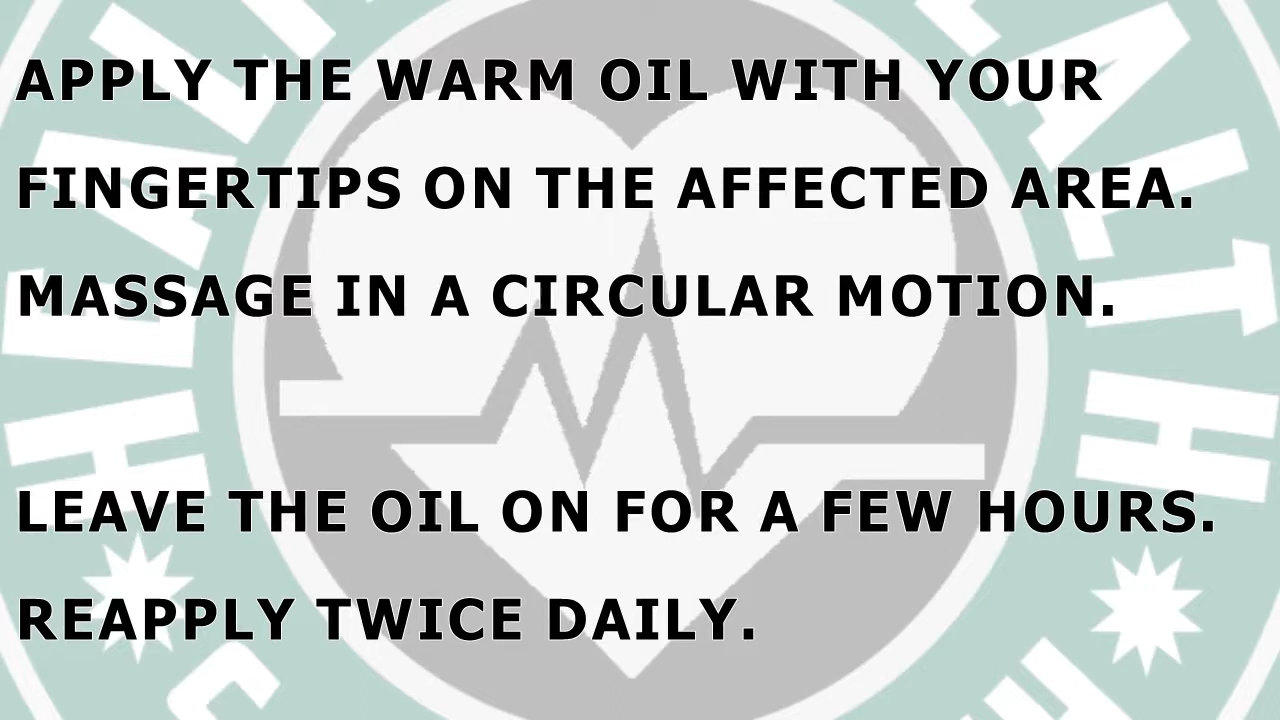 APPLY THE WARM OIL WITH YOUR
FINGERTIPS ON THE AFFECTED AREA.
MASSAGE IN A CIRCULAR MOTION.
LEAVE THE OIL ON FOR A FEW HOURS.
REAPPLY TWICE DAILY.